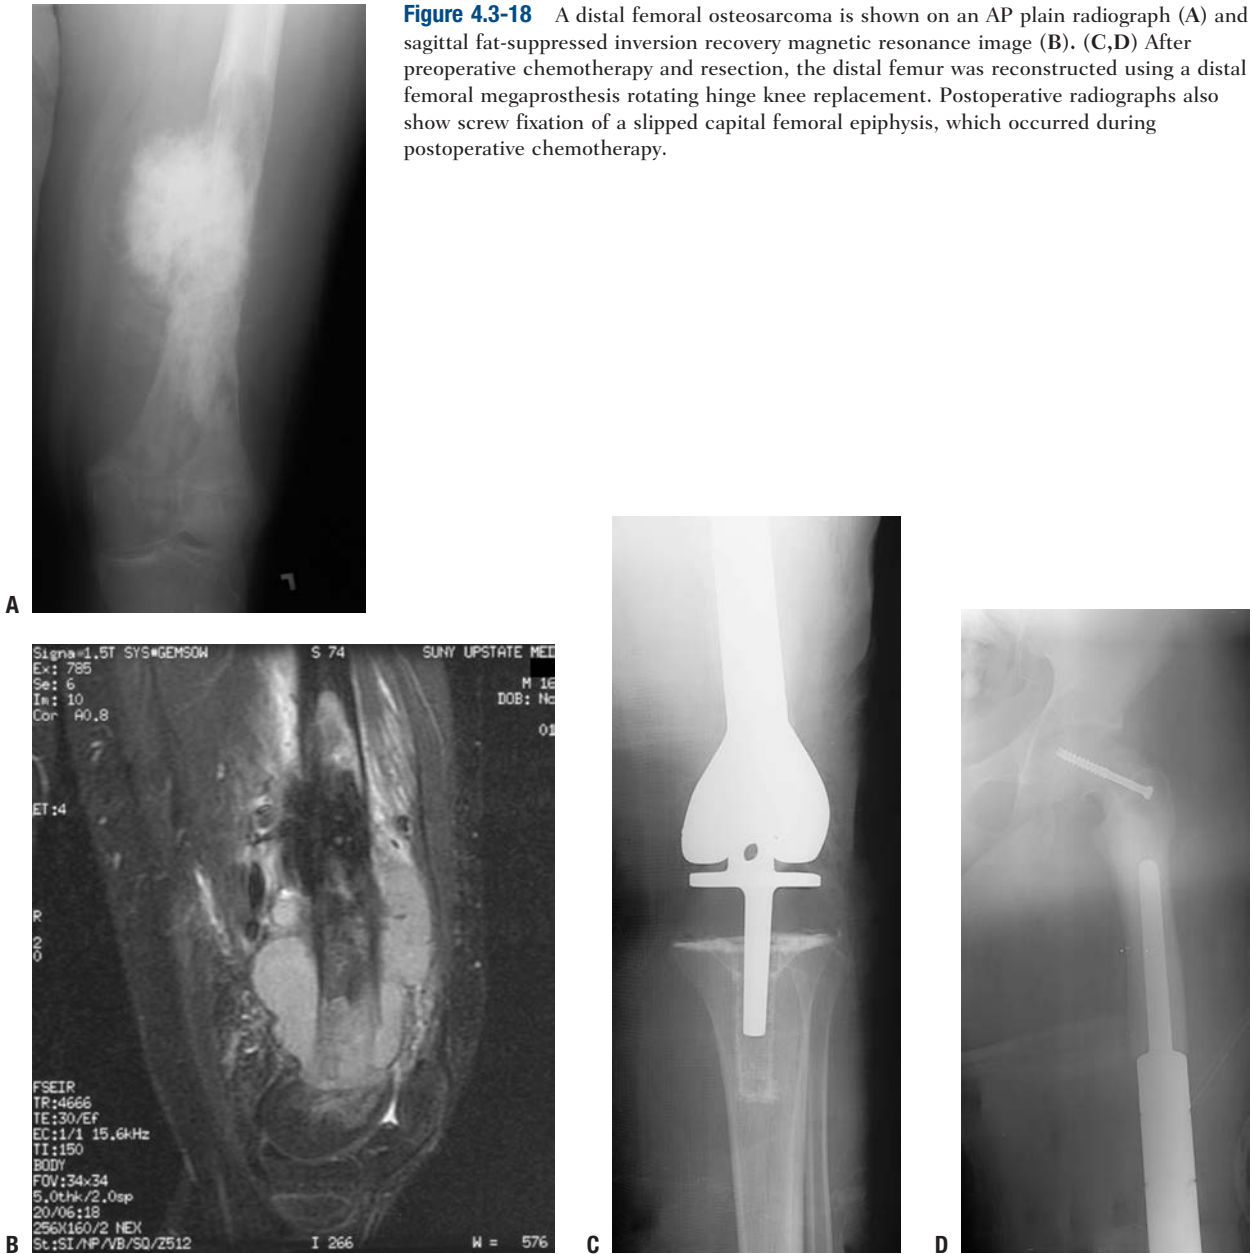 Figure 4.3-18 A distal femoral osteosarcoma is shown on an AP plain radiograph (A) and
sagittal fat-suppressed inversion recovery magnetic resonance image (B). (C,D) After
preoperative chemotherapy and resection, the distal femur was reconstructed using a distal
femoral megaprosthesis rotating hinge knee replacement. Postoperative radiographs also
show screw fixation of a slipped capital femoral epiphysis, which occurred during
postoperative chemotherapy.
A
Signa 1.5T SYS#GEMSOW S 74 SUNY UPSTATE MED
Ex: 785
Se: 6 M 16
Im: 10 DOB: No
Cor A0.8
01
ET:4
R
2
0
FSEIR
TR:4666
TE:30/Ef
EC:1/1 15.6kHz
TI:150
BODY
FOV:34x34
5.0thk/2.0sp
20/06:18
256X160/2 NEX
St:SI/NP/VB/SQ/Z512 I 266 W = 576
B
C
D